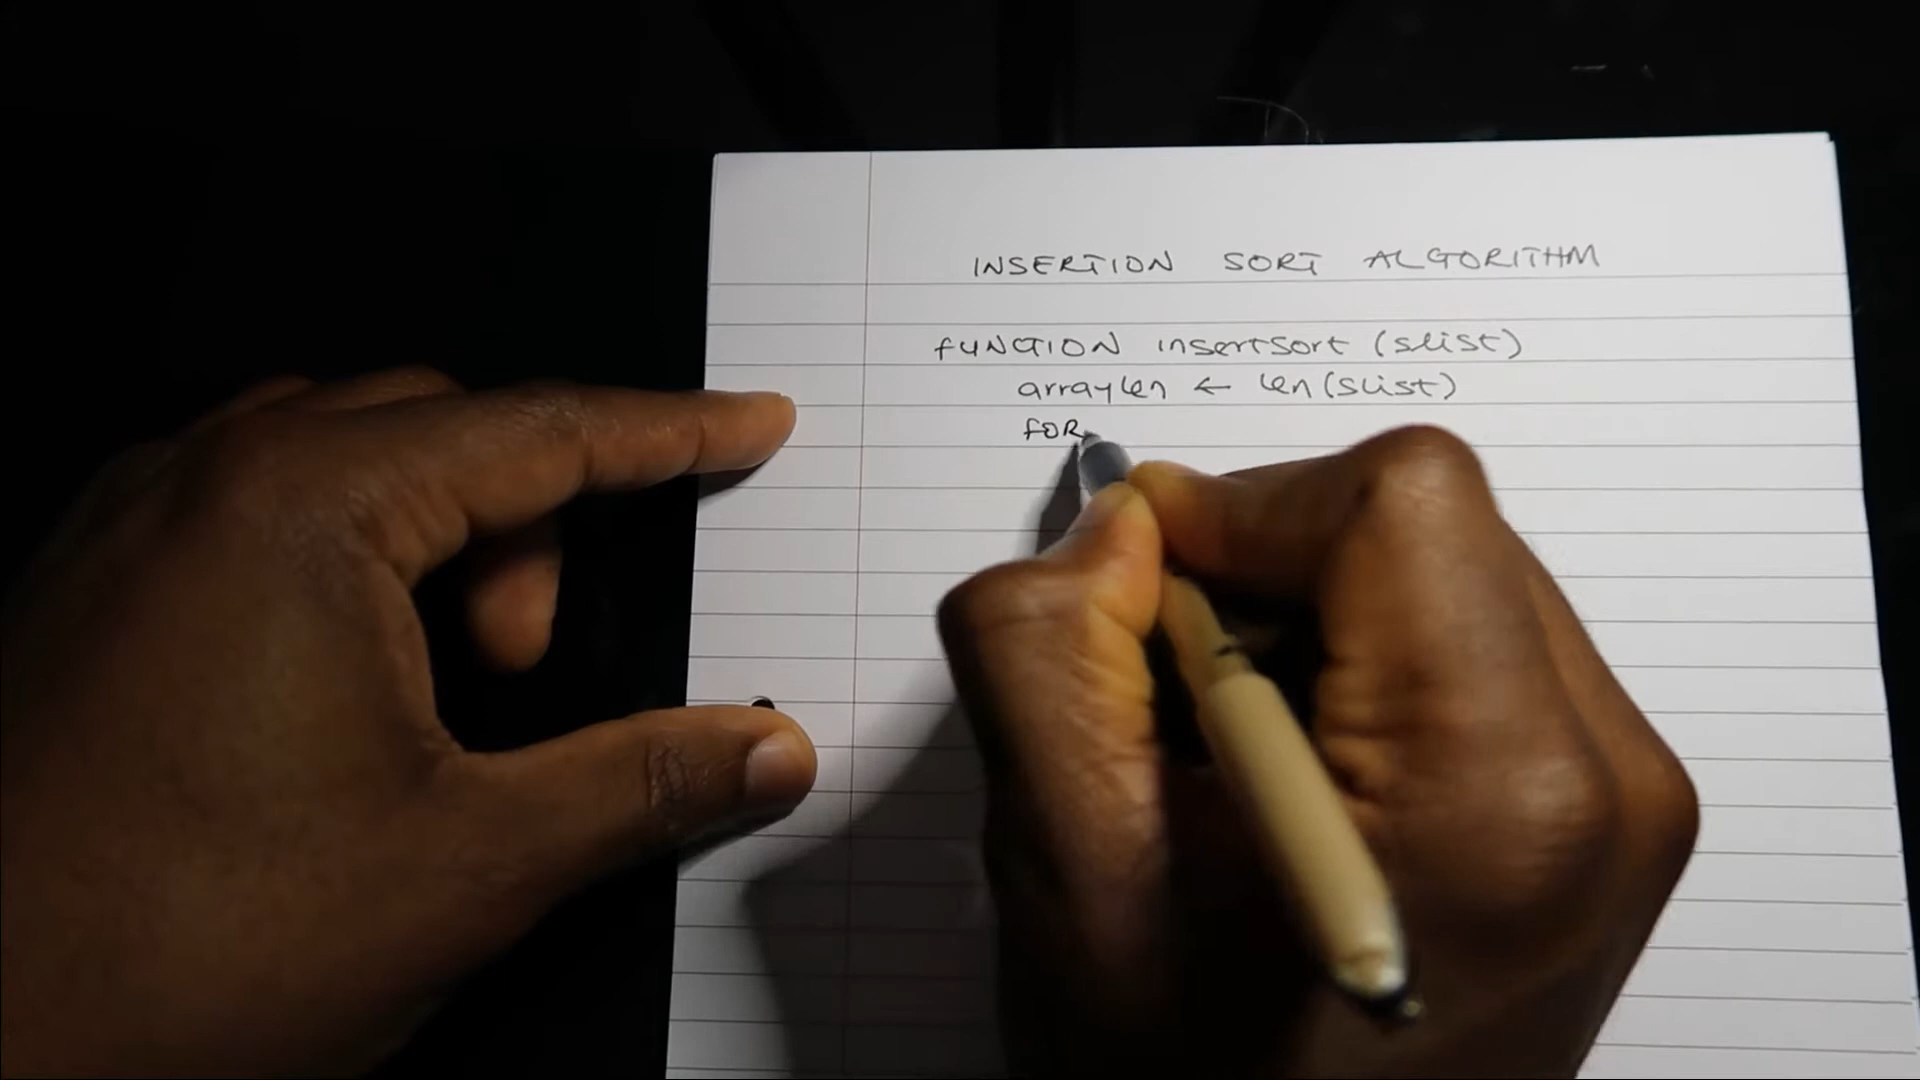 INSERTION SORT ALGORITHM
FUNCTION insertsort (slist)
arraylen ← len (slist)
FOR